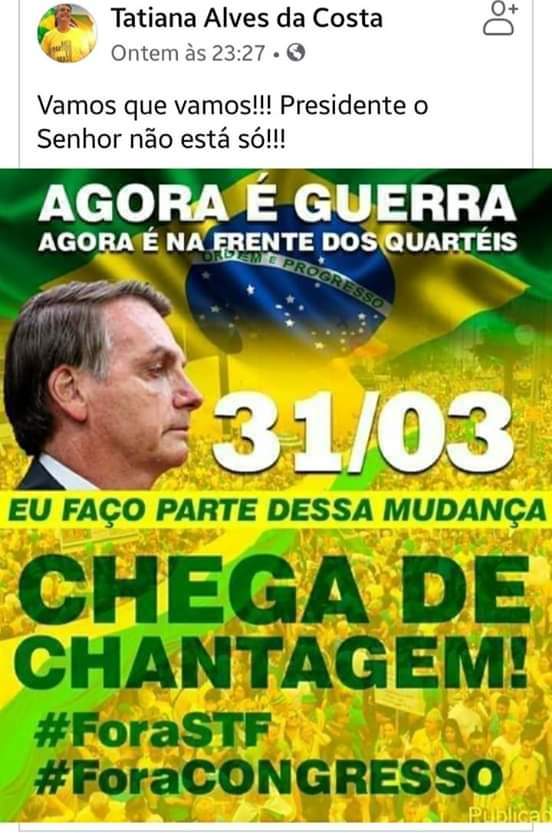 Tatiana Alves da Costa
Ontem às 23:27
Vamos que vamos!!! Presidente o
Senhor não está só!!!
AGORA É GUERRA
AGORA É NA FRENTE DOS QUARTÉIS
ORDEM E PROGRESSO
31/03
EU FAÇO PARTE DESSA MUDANÇA
CHEGA DE
CHANTAGEM!
#ForaSTF
#ForaCONGRESSO